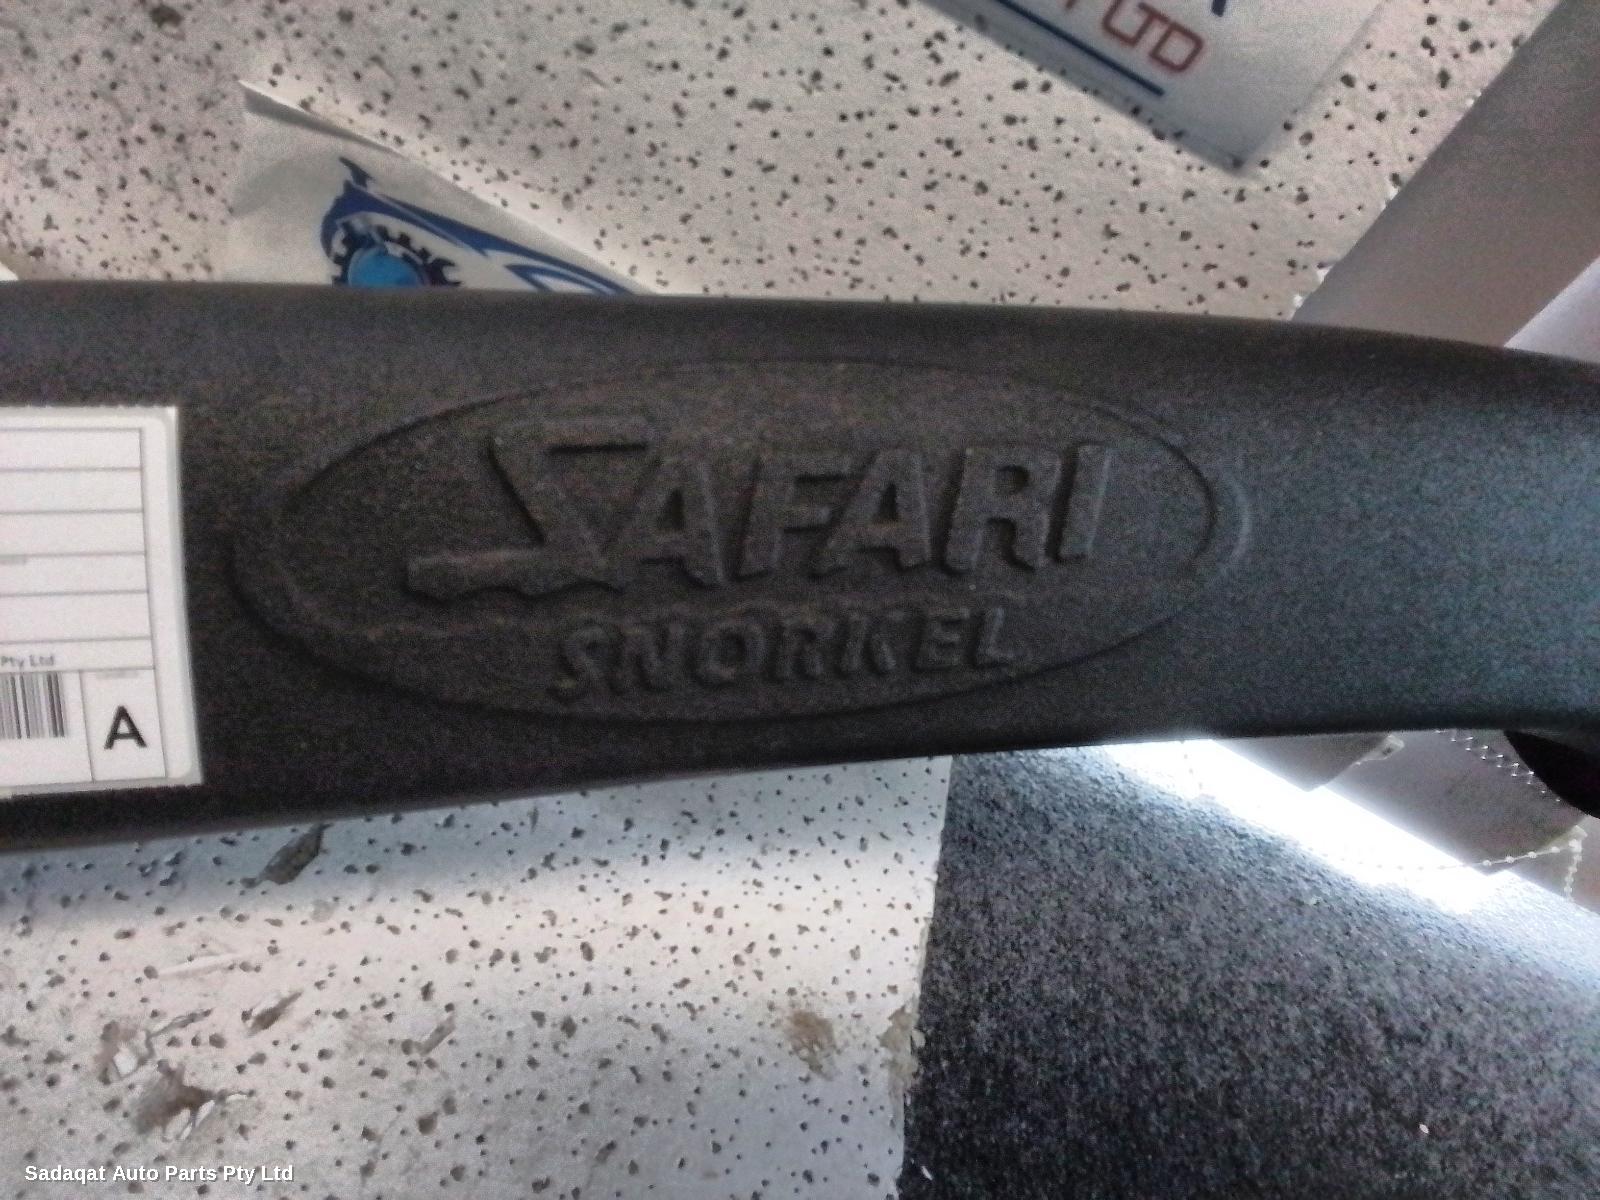 LTD
SAFARI
SNORKEL
Pty Ltd
A
Sadaqat Auto Parts Pty Ltd